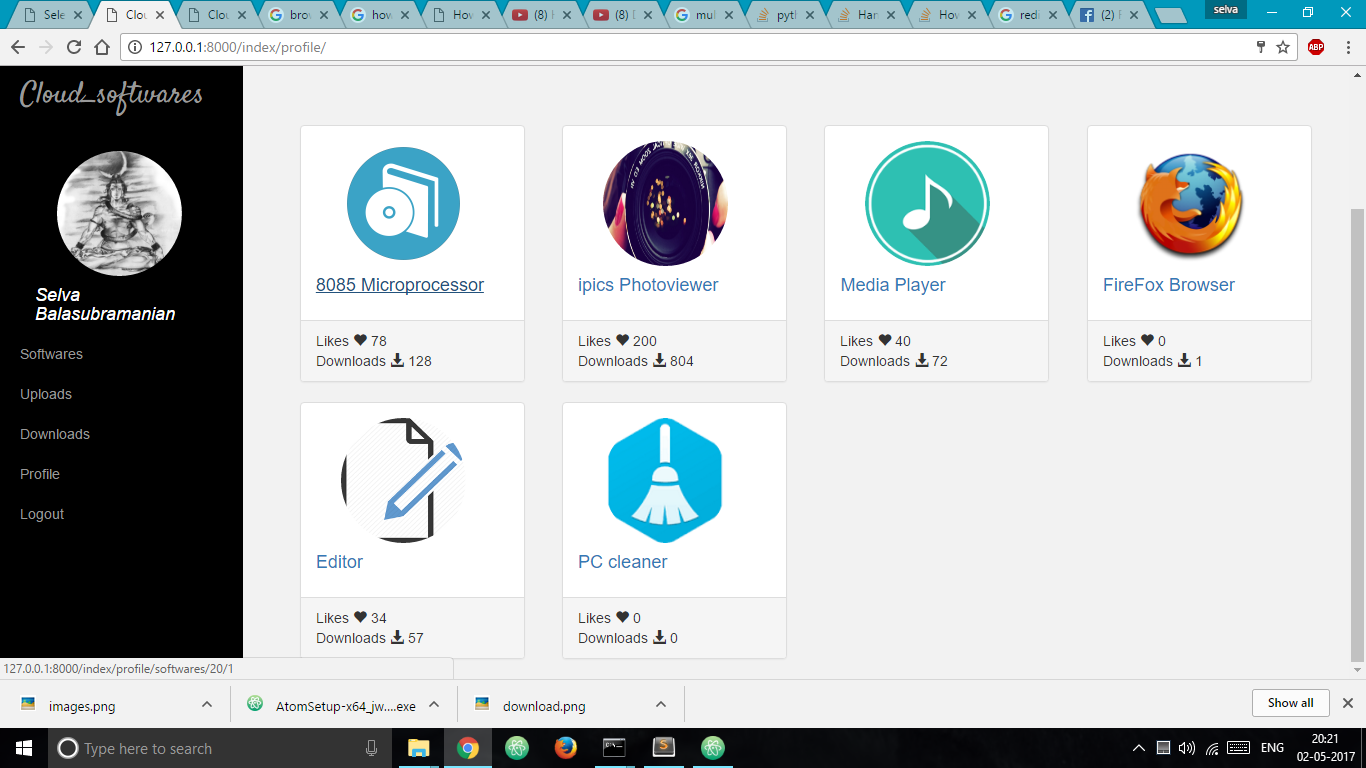 Sele
Clou
Clou
brov
how
How
(8) F
(8) [
mul
pyth
Han
How
redi
(2) F
selva
127.0.0.1:8000/index/profile/
ABP
Cloud_softwares
Selva
Balasubramanian
Softwares
Uploads
Downloads
Profile
Logout
8085 Microprocessor
Likes 78
Downloads 128
ipics Photoviewer
Likes 200
Downloads 804
Media Player
Likes 40
Downloads 72
FireFox Browser
Likes 0
Downloads 1
Editor
Likes 34
Downloads 57
PC cleaner
Likes 0
Downloads 0
127.0.0.1:8000/index/profile/softwares/20/1
images.png
AtomSetup-x64_jw....exe
download.png
Show all
Type here to search
ENG
20:21
02-05-2017